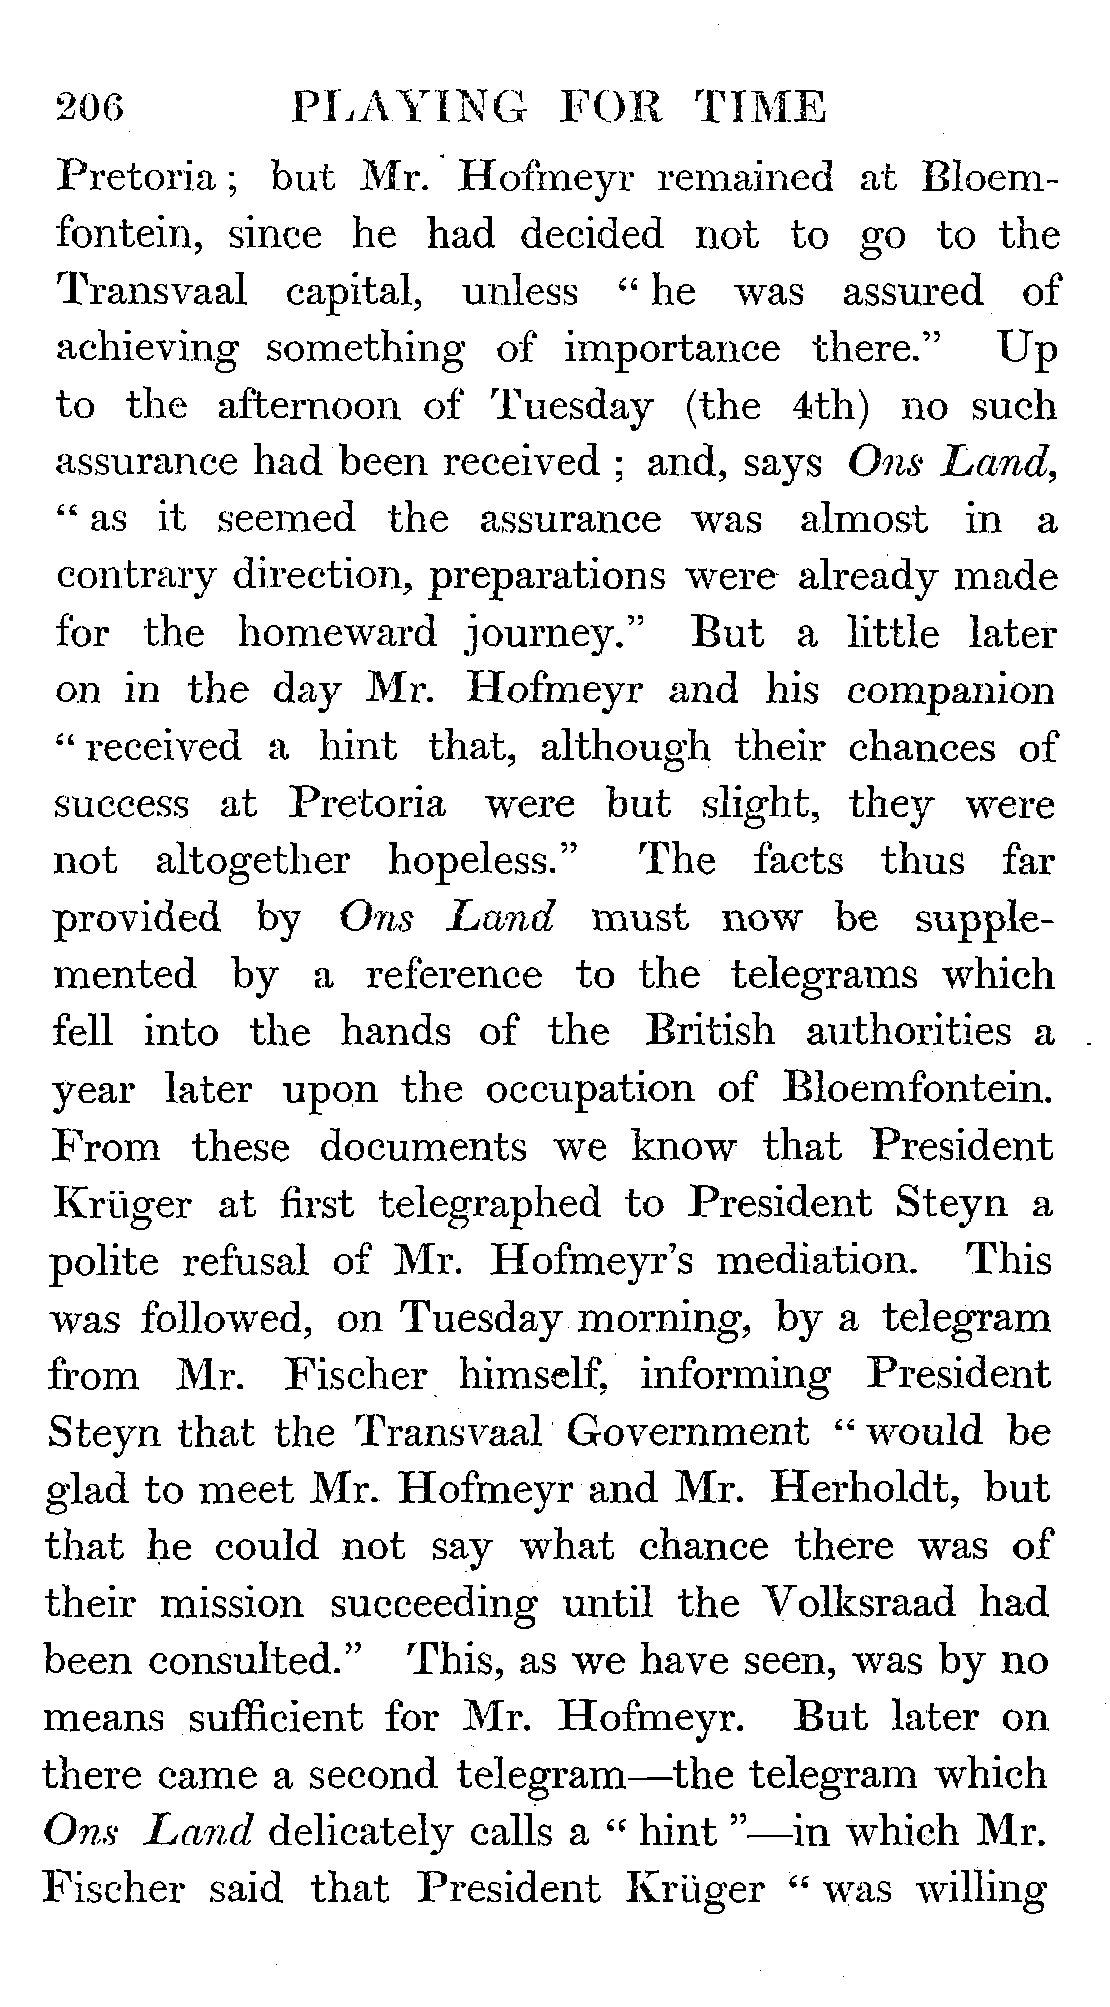 206 PLAYING FOR TIME
Pretoria ; but Mr. Hofmeyr remained at Bloem-
fontein, since he had decided not to go to the
Transvaal capital, unless “ he was assured of
achieving something of importance there.” Up
to the afternoon of Tuesday (the 4th) no such
assurance had been received ; and, says Ons Land,
“ as it seemed the assurance was almost in a
contrary direction, preparations were already made
for the homeward journey.” But a little later
on in the day Mr. Hofmeyr and his companion
“ received a hint that, although their chances of
success at Pretoria were but slight, they were
not altogether hopeless.” The facts thus far
provided by Ons Land must now be supple-
mented by a reference to the telegrams which
fell into the hands of the British authorities a
year later upon the occupation of Bloemfontein.
From these documents we know that President
Krüger at first telegraphed to President Steyn a
polite refusal of Mr. Hofmeyr’s mediation. This
was followed, on Tuesday morning, by a telegram
from Mr. Fischer himself, informing President
Steyn that the Transvaal Government “ would be
glad to meet Mr. Hofmeyr and Mr. Herholdt, but
that he could not say what chance there was of
their mission succeeding until the Volksraad had
been consulted.” This, as we have seen, was by no
means sufficient for Mr. Hofmeyr. But later on
there came a second telegram—the telegram which
Ons Land delicately calls a “ hint ”—in which Mr.
Fischer said that President Krüger “ was willing